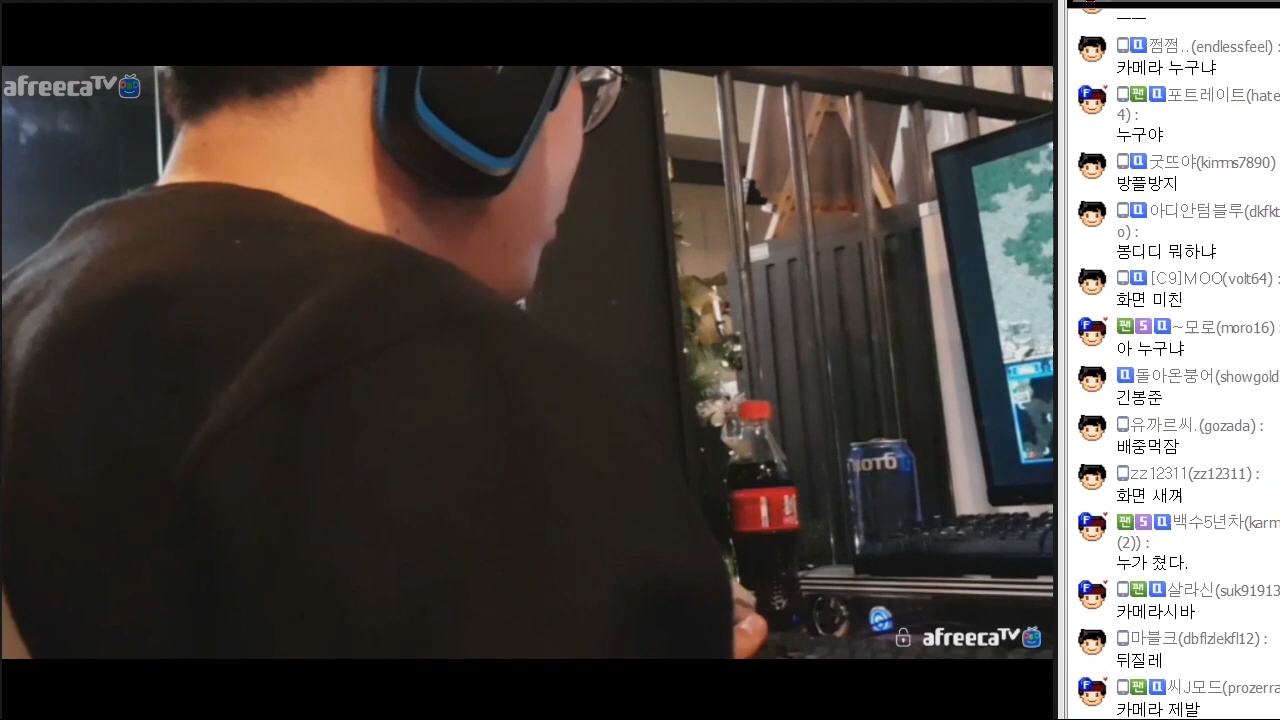 afreecaTV
쩜쩜..(endlessfeel) :
카메라 누구냐
팬 포트레이트(hate
4) :
누구야
굿뜨야(kimms7890)
방플방지
아디안텀블루(dkfkt
o) :
봉디디 뭐하냐
[C9]MOO(volt64) :
화면 미친
팬 S ~모로(moro16) :
아 누구냐
돌아온붕어(showgold
긴봉준
유까르씨.(gozada) :
배중먹잠
zz12311(zz12311) :
화면 새껴
팬 S 백수5년차(karm
(2)) :
누가 쳤다.
팬 살라신(suk91913
카메라시바
마블크(dbflzlekfl12) :
뒤질레
팬 씨J모드(prozerra
카메라 제발
HOT6
afreecaTV